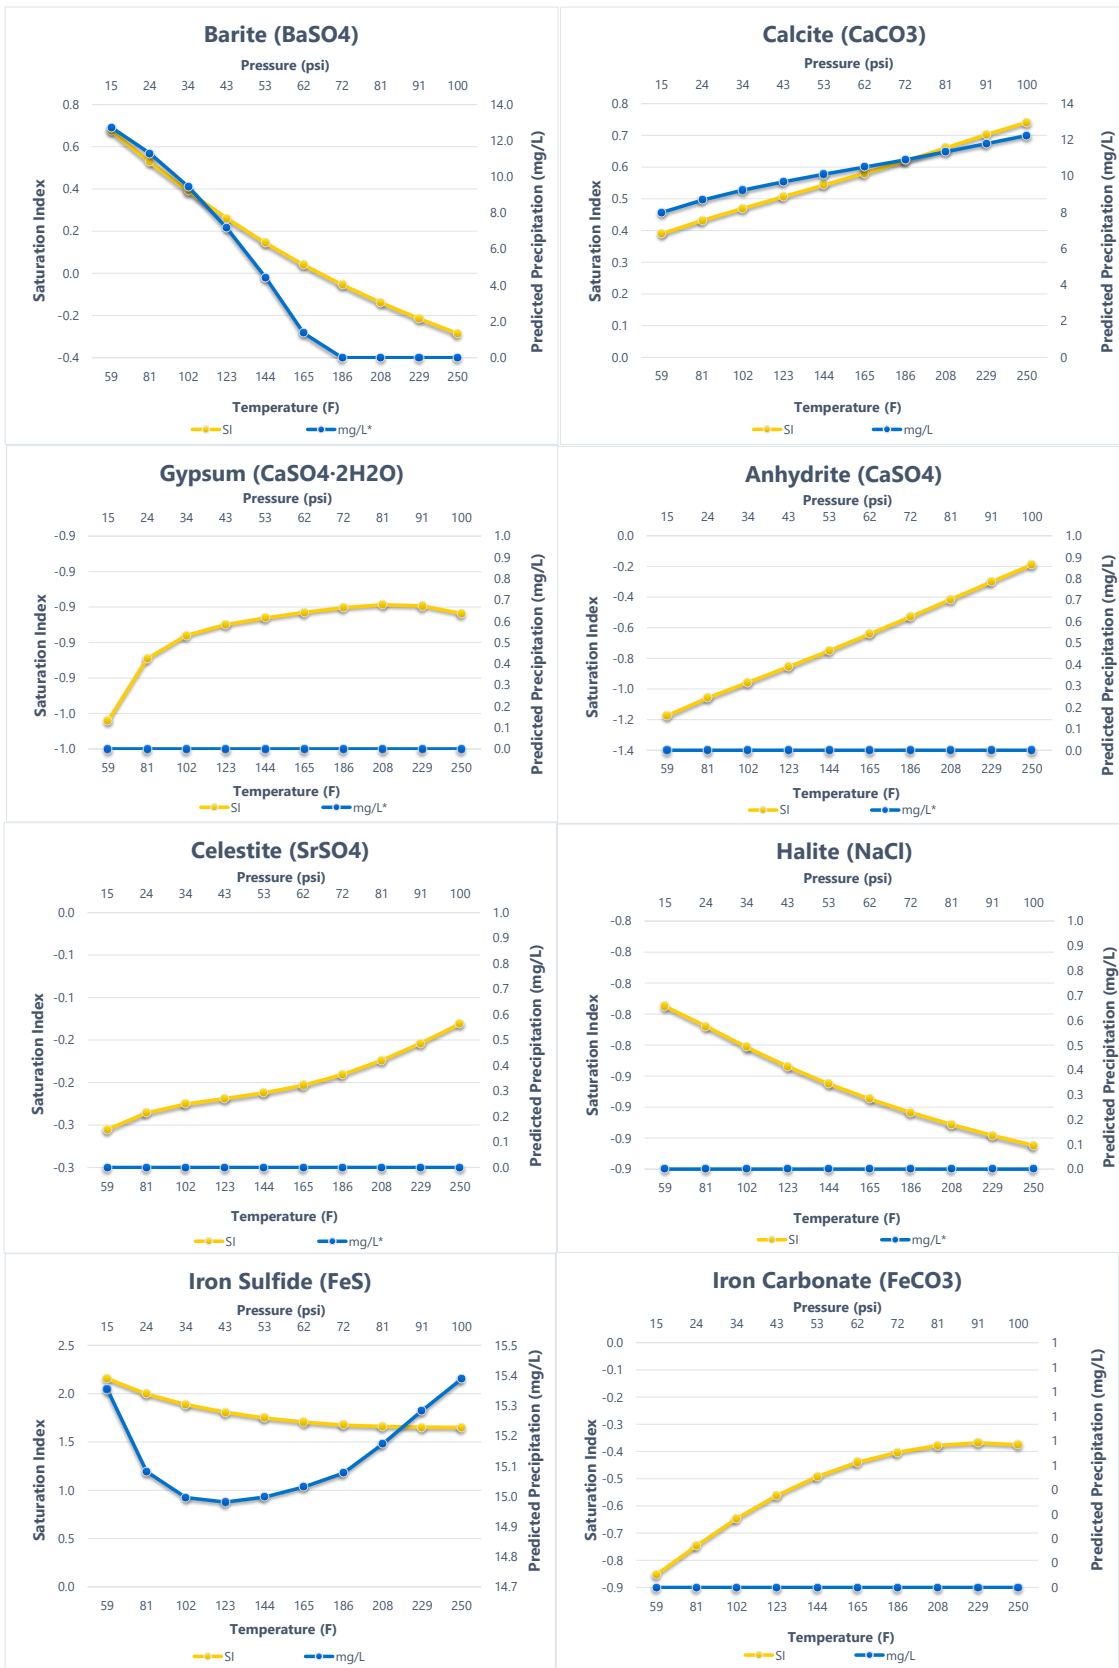 Barite (BaSO4)
Pressure (psi)
15 24 34 43 53 62 72 81 91 100
0.8
0.6
0.4
0.2
0.0
-0.2
-0.4
Saturation Index
14.0
12.0
10.0
8.0
6.0
4.0
2.0
0.0
Predicted Precipitation (mg/L)
59 81 102 123 144 165 186 208 229 250
Temperature (F)
SI mg/L*
Calcite (CaCO3)
Pressure (psi)
15 24 34 43 53 62 72 81 91 100
0.8
0.7
0.6
0.5
0.4
0.3
0.2
0.1
0.0
Saturation Index
14
12
10
8
6
4
2
0
Predicted Precipitation (mg/L)
59 81 102 123 144 165 186 208 229 250
Temperature (F)
SI mg/L
Gypsum (CaSO4·2H2O)
Pressure (psi)
15 24 34 43 53 62 72 81 91 100
-0.9
-0.9
-0.9
-0.9
-0.9
-1.0
-1.0
Saturation Index
1.0
0.9
0.8
0.7
0.6
0.5
0.4
0.3
0.2
0.1
0.0
Predicted Precipitation (mg/L)
59 81 102 123 144 165 186 208 229 250
Temperature (F)
SI mg/L*
Anhydrite (CaSO4)
Pressure (psi)
15 24 34 43 53 62 72 81 91 100
0.0
-0.2
-0.4
-0.6
-0.8
-1.0
-1.2
-1.4
Saturation Index
1.0
0.9
0.8
0.7
0.6
0.5
0.4
0.3
0.2
0.1
0.0
Predicted Precipitation (mg/L)
59 81 102 123 144 165 186 208 229 250
Temperature (F)
SI mg/L*
Celestite (SrSO4)
Pressure (psi)
15 24 34 43 53 62 72 81 91 100
0.0
-0.1
-0.1
-0.2
-0.2
-0.3
-0.3
Saturation Index
1.0
0.9
0.8
0.7
0.6
0.5
0.4
0.3
0.2
0.1
0.0
Predicted Precipitation (mg/L)
59 81 102 123 144 165 186 208 229 250
Temperature (F)
SI mg/L*
Halite (NaCl)
Pressure (psi)
15 24 34 43 53 62 72 81 91 100
-0.8
-0.8
-0.8
-0.8
-0.8
-0.9
-0.9
-0.9
-0.9
Saturation Index
1.0
0.9
0.8
0.7
0.6
0.5
0.4
0.3
0.2
0.1
0.0
Predicted Precipitation (mg/L)
59 81 102 123 144 165 186 208 229 250
Temperature (F)
SI mg/L*
Iron Sulfide (FeS)
Pressure (psi)
15 24 34 43 53 62 72 81 91 100
2.5
2.0
1.5
1.0
0.5
0.0
Saturation Index
15.5
15.4
15.3
15.2
15.1
15.0
14.9
14.8
14.7
Predicted Precipitation (mg/L)
59 81 102 123 144 165 186 208 229 250
Temperature (F)
SI mg/L
Iron Carbonate (FeCO3)
Pressure (psi)
15 24 34 43 53 62 72 81 91 100
0.0
-0.1
-0.2
-0.3
-0.4
-0.5
-0.6
-0.7
-0.8
-0.9
Saturation Index
1
1
1
1
1
1
0
0
0
0
0
Predicted Precipitation (mg/L)
59 81 102 123 144 165 186 208 229 250
Temperature (F)
SI mg/L